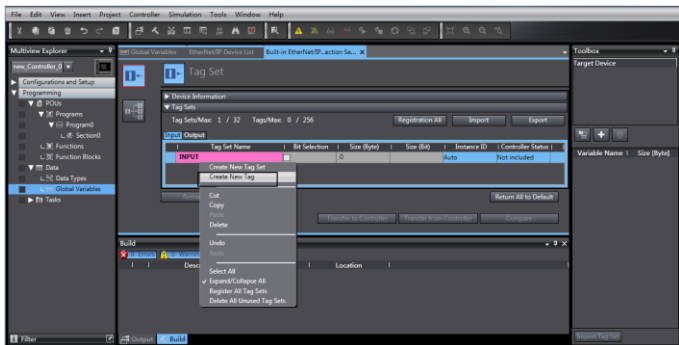 File Edit View Insert Project Controller Simulation Tools Window Help
Multiview Explorer
new_Controller_0
Configurations and Setup
Programming
POUs
Programs
Program0
Section0
Functions
Function Blocks
Data
Data Types
Global Variables
Tasks
Filter
Global Variables EtherNet/IP Device List Built-in EtherNet/IP...ection Se... X
Tag Set
Device Information
Tag Sets
Tag Sets/Max: 1 / 32 Tags/Max: 0 / 256 Registration All Import Export
Input Output
Tag Set Name Bit Selection Size (Byte) Size (Bit) Instance ID Controller Status
INPUT 0 Auto Not included
Create New Tag Set
Create New Tag
Cut
Copy
Paste
Delete
Undo
Redo
Select All
Expand/Collapse All
Register All Tag Sets
Delete All Unused Tag Sets
Return All to Default
Transfer to Controller Transfer from Controller Compare
Build
0 Errors
Location
Output Build
Toolbox
Target Device
Variable Name Size (Byte)
Import Tag Set